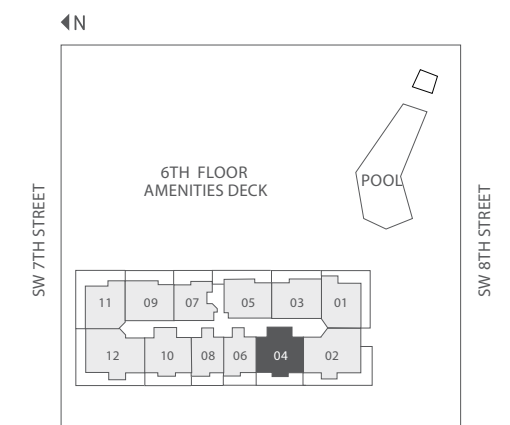 N
6TH FLOOR
AMENITIES DECK
POOL
SW 7TH STREET
SW 8TH STREET
11 09 07 05 03 01
12 10 08 06 04 02